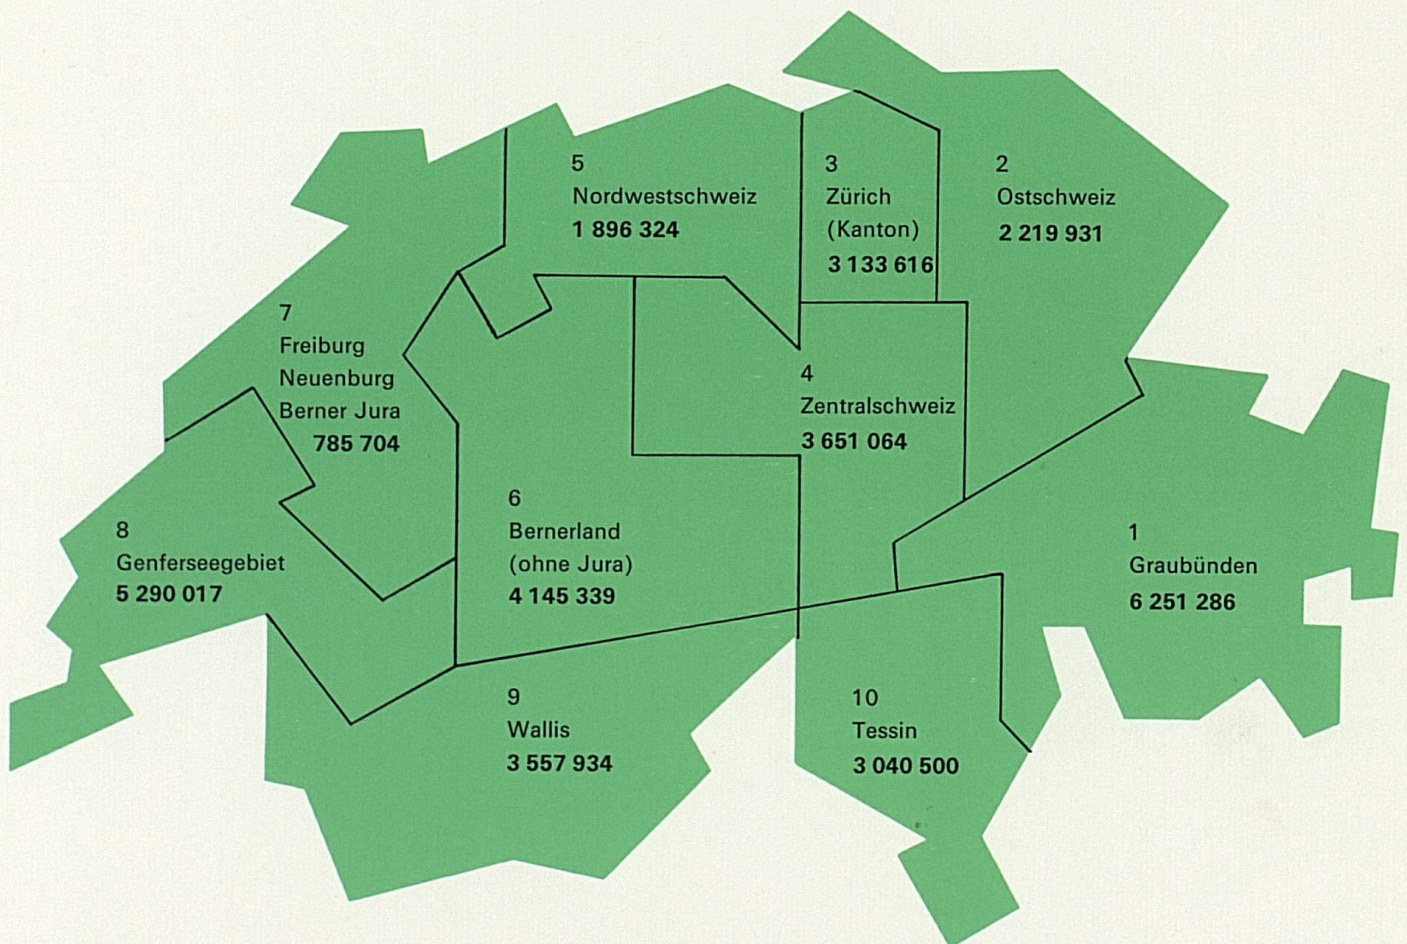 5
Nordwestschweiz
1 896 324
3
Zürich
(Kanton)
3 133 616
2
Ostschweiz
2 219 931
7
Freiburg
Neuenburg
Berner Jura
785 704
4
Zentralschweiz
3 651 064
6
Bernerland
(ohne Jura)
4 145 339
8
Genferseegebiet
5 290 017
1
Graubünden
6 251 286
9
Wallis
3 557 934
10
Tessin
3 040 500